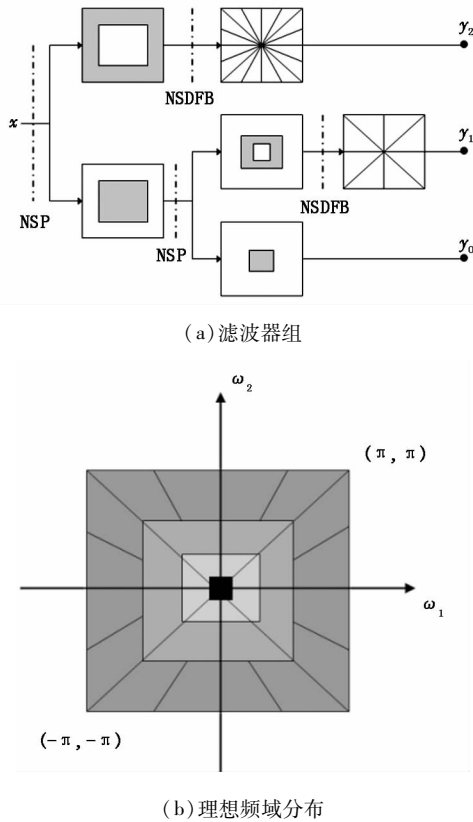 y2
NSDFB
x
y1
NSP
NSP
NSDFB
y0
(a)滤波器组
ω2
(π,π)
ω1
(-π,-π)
(b)理想频域分布